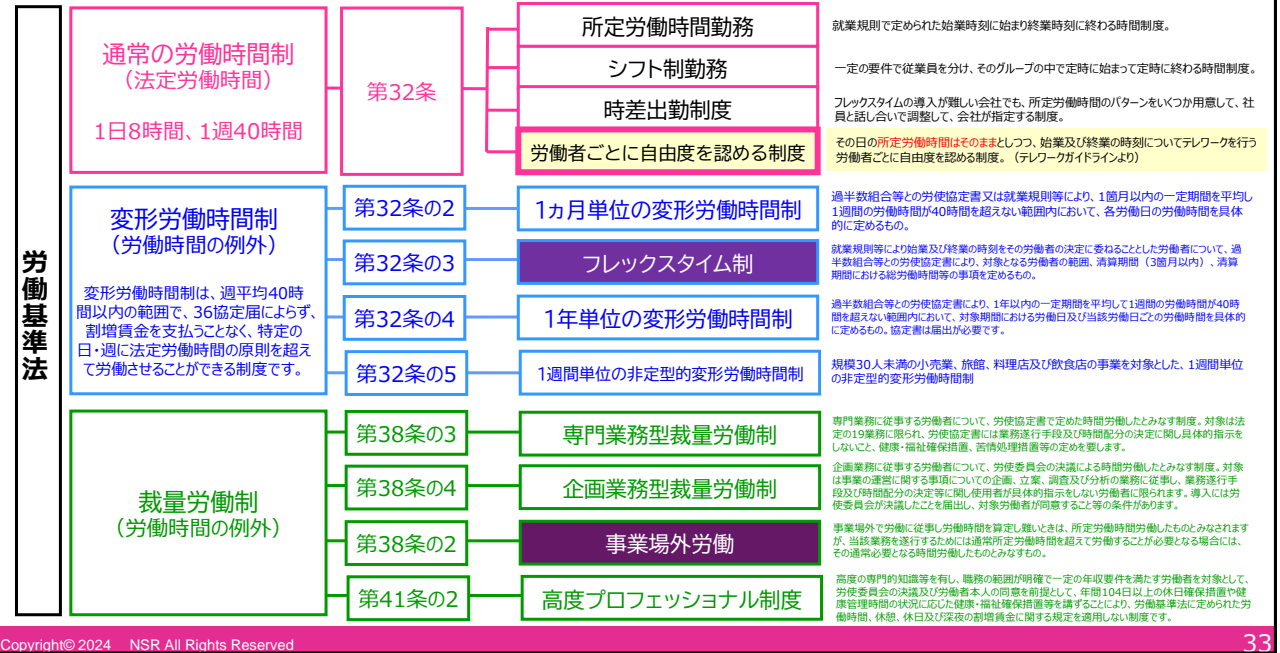 労働基準法
通常の労働時間制
（法定労働時間）
1日8時間、1週40時間
第32条
所定労働時間勤務
就業規則で定められた始業時刻に始まり終業時刻に終わる時間制度。
シフト制勤務
一定の要件で従業員を分け、そのグループの中で定時に始まって定時に終わる時間制度。
時差出勤制度
フレックスタイムの導入が難しい会社でも、所定労働時間のパターンをいくつか用意して、社
員と話し合いで調整して、会社が指定する制度。
労働者ごとに自由度を認める制度
その日の所定労働時間はそのままとしつつ、始業及び終業の時刻についてテレワークを行う
労働者ごとに自由度を認める制度。（テレワークガイドラインより）
変形労働時間制
（労働時間の例外）
変形労働時間制は、週平均40時
間以内の範囲で、36協定届によらず、
割増賃金を支払うことなく、特定の
日・週に法定労働時間の原則を超え
て労働させることができる制度です。
第32条の2
1ヵ月単位の変形労働時間制
過半数組合等との労使協定書又は就業規則等により、1箇月以内の一定期間を平均し
1週間の労働時間が40時間を超えない範囲内において、各労働日の労働時間を具体
的に定めるもの。
第32条の3
フレックスタイム制
就業規則等により始業及び終業の時刻をその労働者の決定に委ねることとした労働者について、過
半数組合等との労使協定書により、対象となる労働者の範囲、清算期間（3箇月以内）、清算
期間における総労働時間等の事項を定めるもの。
第32条の4
1年単位の変形労働時間制
過半数組合等との労使協定書により、1年以内の一定期間を平均して1週間の労働時間が40時
間を超えない範囲内において、対象期間における労働日及び当該労働日ごとの労働時間を具体的
に定めるもの。協定書は届出が必要です。
第32条の5
1週間単位の非定型的変形労働時間制
規模30人未満の小売業、旅館、料理店及び飲食店の事業を対象とした、1週間単位
の非定型的変形労働時間制
裁量労働制
（労働時間の例外）
第38条の3
専門業務型裁量労働制
専門業務に従事する労働者について、労使協定書で定めた時間労働したとみなす制度。対象は法
定の19業務に限られ、労使協定書には業務遂行手段及び時間配分の決定に関し具体的指示を
しないこと、健康・福祉確保措置、苦情処理措置等の定めを要します。
第38条の4
企画業務型裁量労働制
企画業務に従事する労働者について、労使委員会の決議による時間労働したとみなす制度。対象
は事業の運営に関する事項についての企画、立案、調査及び分析の業務に従事し、業務遂行手
段及び時間配分の決定等に関し使用者が具体的指示をしない労働者に限られます。導入には労
使委員会が決議したことを届出し、対象労働者が同意すること等の条件があります。
第38条の2
事業場外労働
事業場外で労働に従事し労働時間を算定し難いときは、所定労働時間労働したものとみなされます
が、当該業務を遂行するためには通常所定労働時間を超えて労働することが必要となる場合には、
その通常必要となる時間労働したものとみなすもの。
第41条の2
高度プロフェッショナル制度
高度の専門的知識等を有し、職務の範囲が明確で一定の年収要件を満たす労働者を対象として、
労使委員会の決議及び労働者本人の同意を前提として、年間104日以上の休日確保措置や健
康管理時間の状況に応じた健康・福祉確保措置等を講ずることにより、労働基準法に定められた労
働時間、休憩、休日及び深夜の割増賃金に関する規定を適用しない制度です。
Copyright© 2024 NSR All Rights Reserved
33